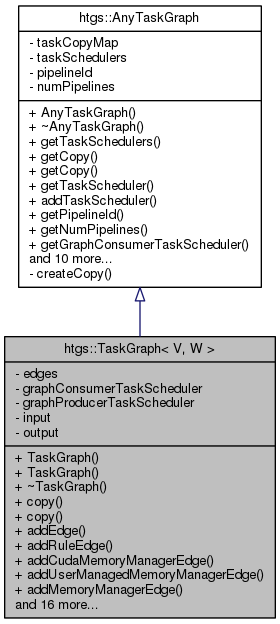 htgs::AnyTaskGraph
- taskCopyMap
- taskSchedulers
- pipelineId
- numPipelines
+ AnyTaskGraph()
+ ~AnyTaskGraph()
+ getTaskSchedulers()
+ getCopy()
+ getCopy()
+ getTaskScheduler()
+ addTaskScheduler()
+ getPipelineId()
+ getNumPipelines()
+ getGraphConsumerTaskScheduler()
and 10 more...
- createCopy()
htgs::TaskGraph< V, W >
- edges
- graphConsumerTaskScheduler
- graphProducerTaskScheduler
- input
- output
+ TaskGraph()
+ TaskGraph()
+ ~TaskGraph()
+ copy()
+ copy()
+ addEdge()
+ addRuleEdge()
+ addCudaMemoryManagerEdge()
+ addUserManagedMemoryManagerEdge()
+ addMemoryManagerEdge()
and 16 more...